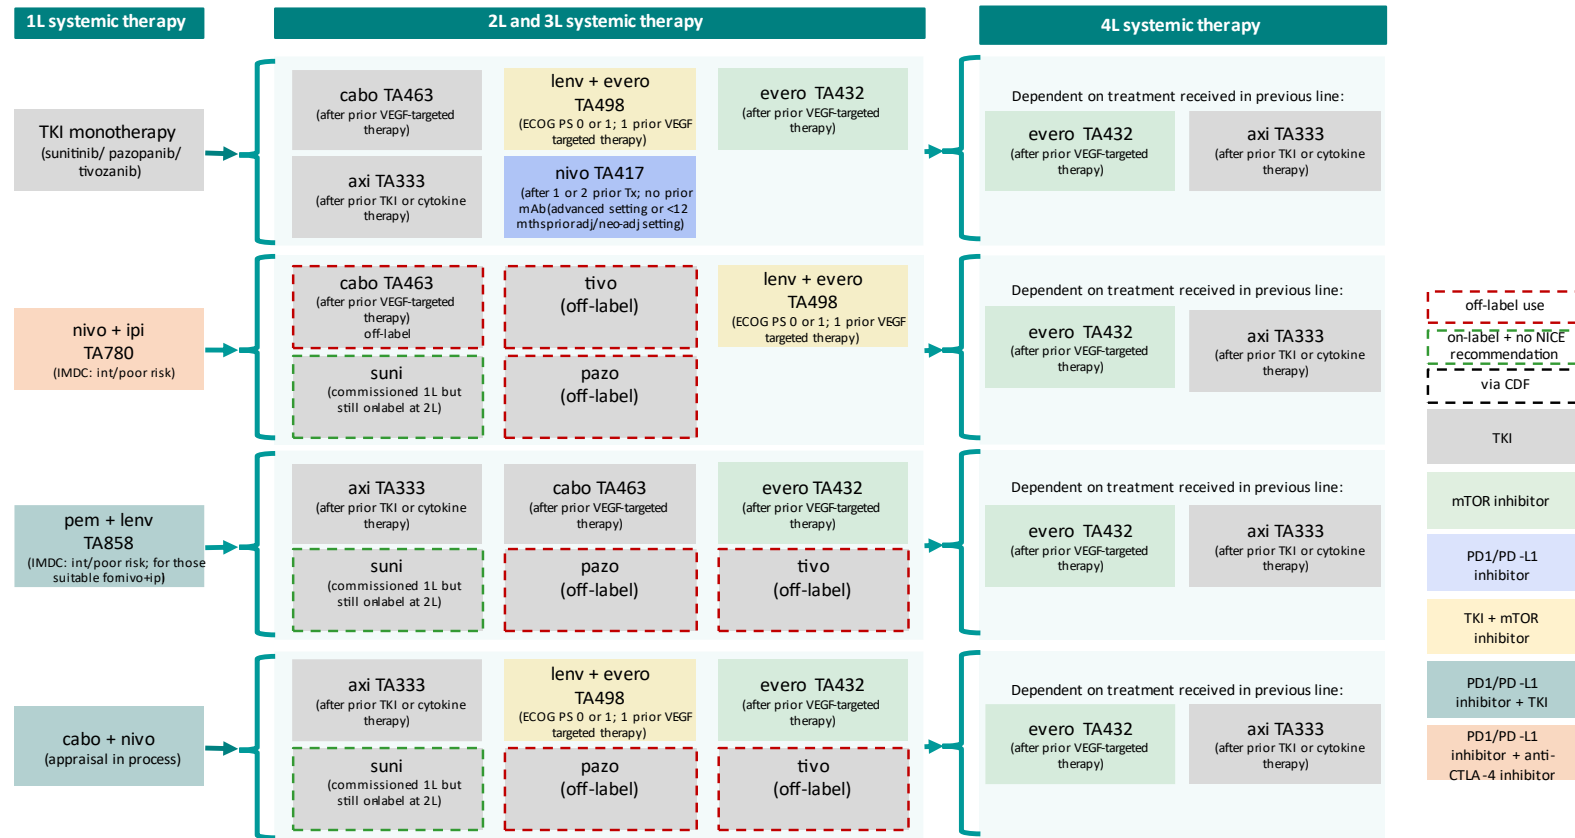 1L systemic therapy
2L and 3L systemic therapy
4L systemic therapy
TKI monotherapy
(sunitinib/ pazopanib/
tivozanib)
cabo TA463
(after prior VEGF-targeted
therapy)
lenv + evero
TA498
(ECOG PS 0 or 1; 1 prior VEGF
targeted therapy)
evero TA432
(after prior VEGF-targeted
therapy)
axi TA333
(after prior TKI or cytokine
therapy)
nivo TA417
(after 1 or 2 prior Tx; no prior
mAb(advanced setting or <12
mthsprioradj/neo-adj setting)
Dependent on treatment received in previous line:
evero TA432
(after prior VEGF-targeted
therapy)
axi TA333
(after prior TKI or cytokine
therapy)
nivo + ipi
TA780
(IMDC: int/poor risk)
cabo TA463
(after prior VEGF-targeted
therapy)
off-label
tivo
(off-label)
lenv + evero
TA498
(ECOG PS 0 or 1; 1 prior VEGF
targeted therapy)
suni
(commissioned 1L but
still onlabel at 2L)
pazo
(off-label)
Dependent on treatment received in previous line:
evero TA432
(after prior VEGF-targeted
therapy)
axi TA333
(after prior TKI or cytokine
therapy)
pem + lenv
TA858
(IMDC: int/poor risk; for those
suitable fornivo+ip)
axi TA333
(after prior TKI or cytokine
therapy)
cabo TA463
(after prior VEGF-targeted
therapy)
evero TA432
(after prior VEGF-targeted
therapy)
suni
(commissioned 1L but
still onlabel at 2L)
pazo
(off-label)
tivo
(off-label)
Dependent on treatment received in previous line:
evero TA432
(after prior VEGF-targeted
therapy)
axi TA333
(after prior TKI or cytokine
therapy)
cabo + nivo
(appraisal in process)
axi TA333
(after prior TKI or cytokine
therapy)
lenv + evero
TA498
(ECOG PS 0 or 1; 1 prior VEGF
targeted therapy)
evero TA432
(after prior VEGF-targeted
therapy)
suni
(commissioned 1L but
still onlabel at 2L)
pazo
(off-label)
tivo
(off-label)
Dependent on treatment received in previous line:
evero TA432
(after prior VEGF-targeted
therapy)
axi TA333
(after prior TKI or cytokine
therapy)
off-label use
on-label + no NICE
recommendation
via CDF
TKI
mTOR inhibitor
PD1/PD -L1
inhibitor
TKI + mTOR
inhibitor
PD1/PD -L1
inhibitor + TKI
PD1/PD -L1
inhibitor + anti-
CTLA -4 inhibitor